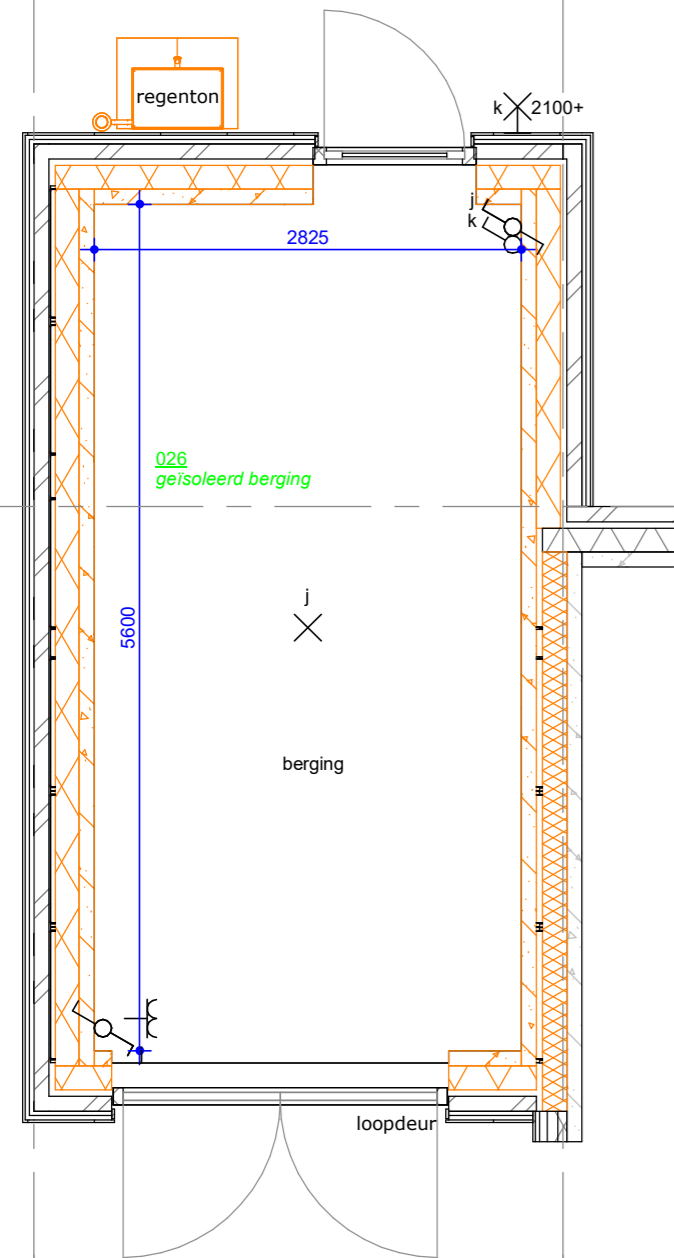 regenton
k
2100+
j
k
2825
026
geïsoleerd berging
j
5600
berging
loopdeur